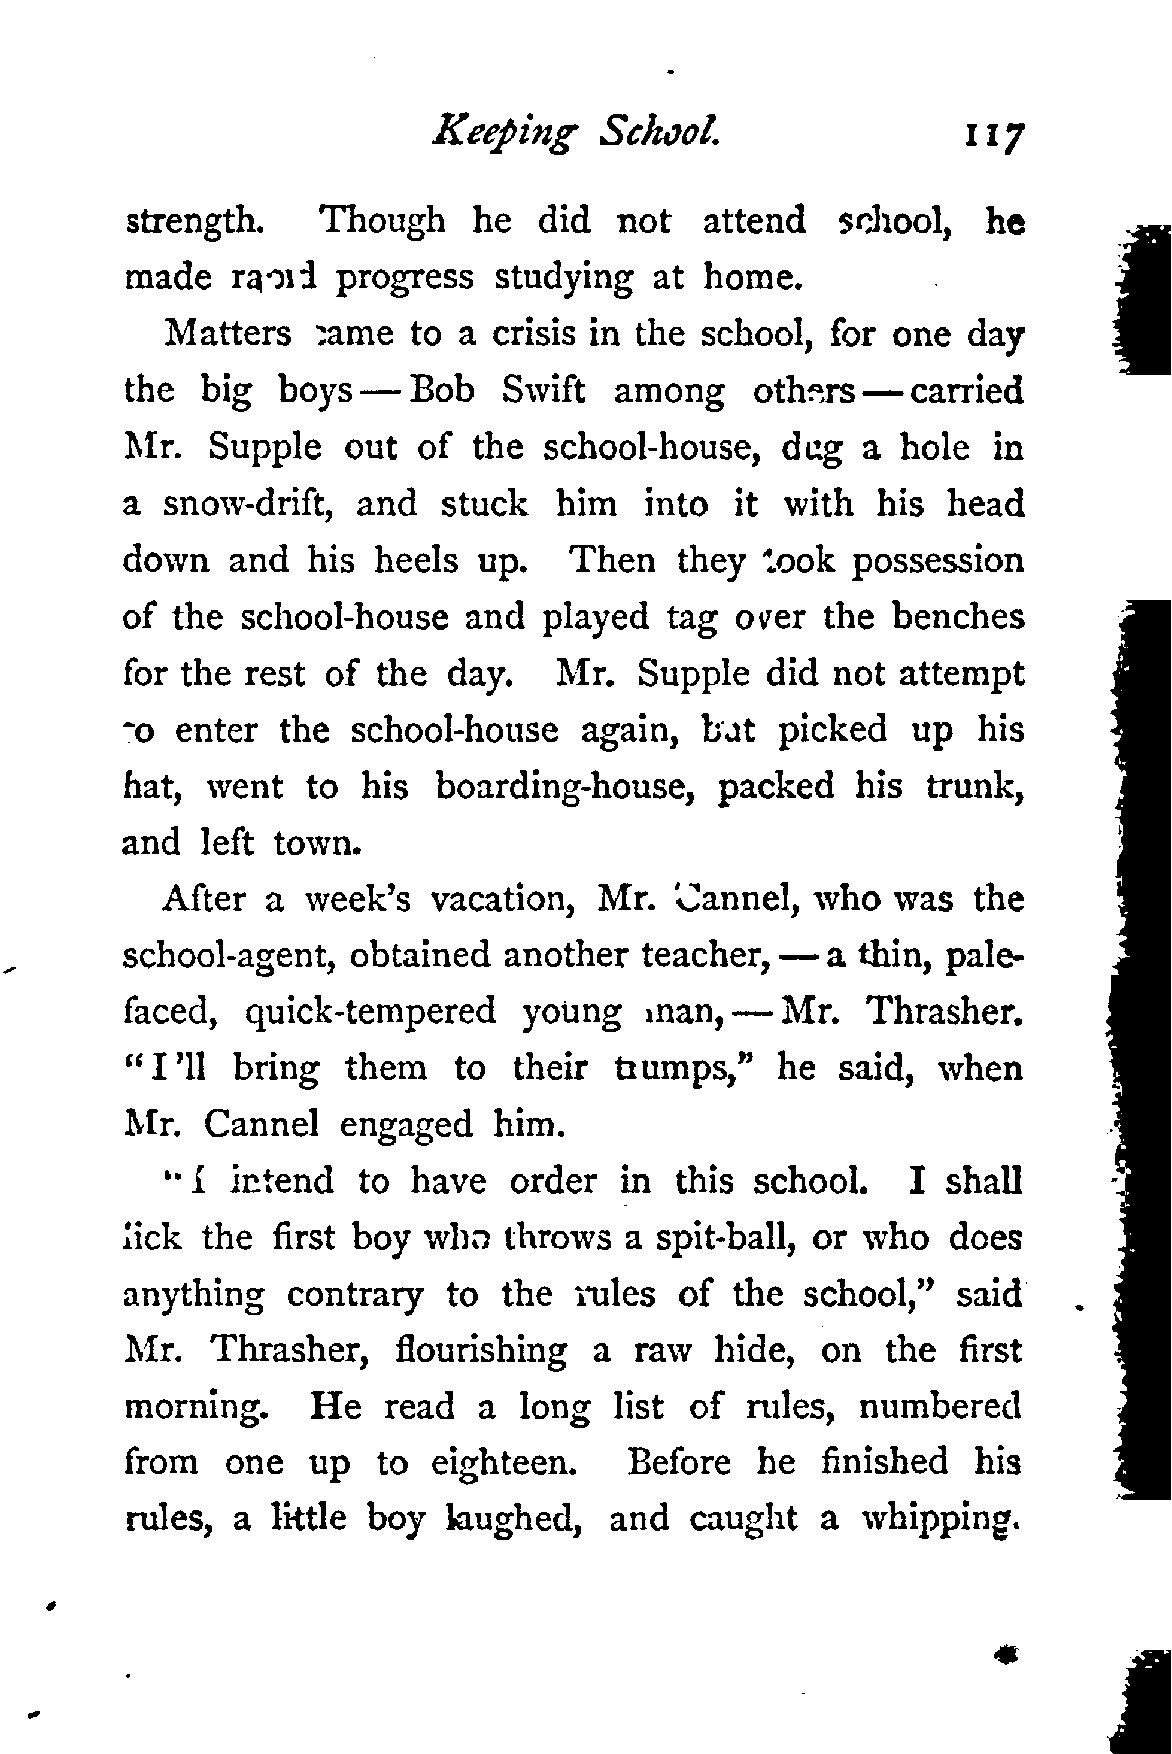 Keeping School. 117
strength. Though he did not attend school, he
made rapid progress studying at home.
Matters came to a crisis in the school, for one day
the big boys — Bob Swift among others — carried
Mr. Supple out of the school-house, dug a hole in
a snow-drift, and stuck him into it with his head
down and his heels up. Then they took possession
of the school-house and played tag over the benches
for the rest of the day. Mr. Supple did not attempt
to enter the school-house again, but picked up his
hat, went to his boarding-house, packed his trunk,
and left town.
After a week's vacation, Mr. Cannel, who was the
school-agent, obtained another teacher, — a thin, pale-
faced, quick-tempered young man, — Mr. Thrasher.
"I'll bring them to their trumps," he said, when
Mr. Cannel engaged him.
"I intend to have order in this school. I shall
lick the first boy who throws a spit-ball, or who does
anything contrary to the rules of the school," said
Mr. Thrasher, flourishing a raw hide, on the first
morning. He read a long list of rules, numbered
from one up to eighteen. Before he finished his
rules, a little boy laughed, and caught a whipping.